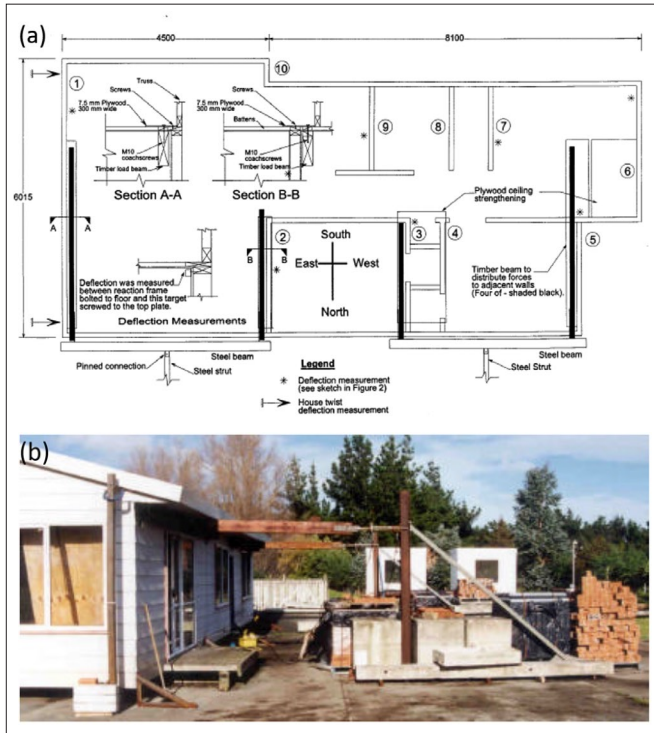 (a)
4500
8100
6015
1
10
Truss
Screws
7.5 mm Plywood
300 mm wide
M10
coachscrews
Timber load beam
Section A-A
Screws
7.5 mm Plywood
300 mm wide
Battens
M10
coachscrews
Timber load beam
Section B-B
9
8
7
6
Plywood ceiling
strengthening
A
A
B
B
2
3
4
5
South
East
West
North
Deflection was measured
between reaction frame
bolted to floor and this target
screwed to the top plate.
Deflection Measurements
Timber beam to
distribute forces
to adjacent walls
(Four of - shaded black).
Steel beam
Pinned connection
Steel strut
Steel beam
Steel Strut
Legend
* Deflection measurement
(see sketch in Figure 2)
House twist
deflection measurement
(b)